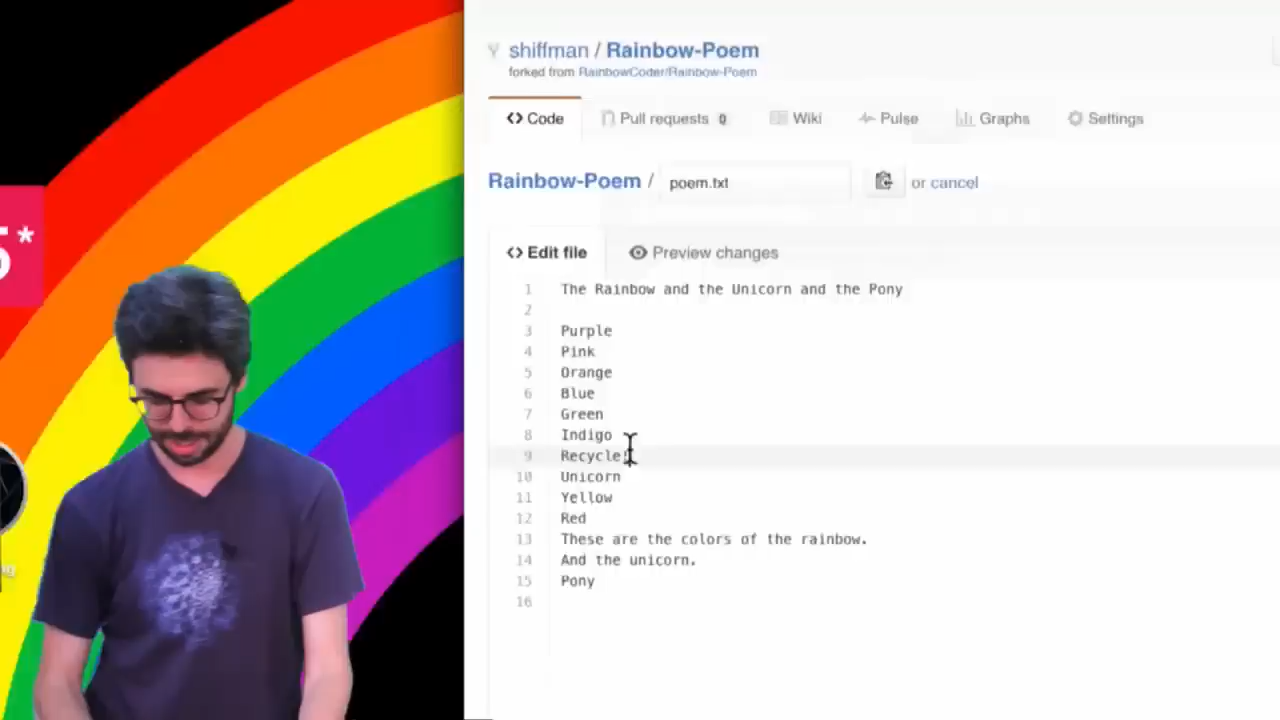 shiffman / Rainbow-Poem
forked from RainbowCoder/Rainbow-Poem
Code Pull requests 0 Wiki Pulse Graphs Settings
Rainbow-Poem / poem.txt or cancel
Edit file Preview changes
1 The Rainbow and the Unicorn and the Pony
2
3 Purple
4 Pink
5 Orange
6 Blue
7 Green
8 Indigo
9 Recycle
10 Unicorn
11 Yellow
12 Red
13 These are the colors of the rainbow.
14 And the unicorn.
15 Pony
16
5*